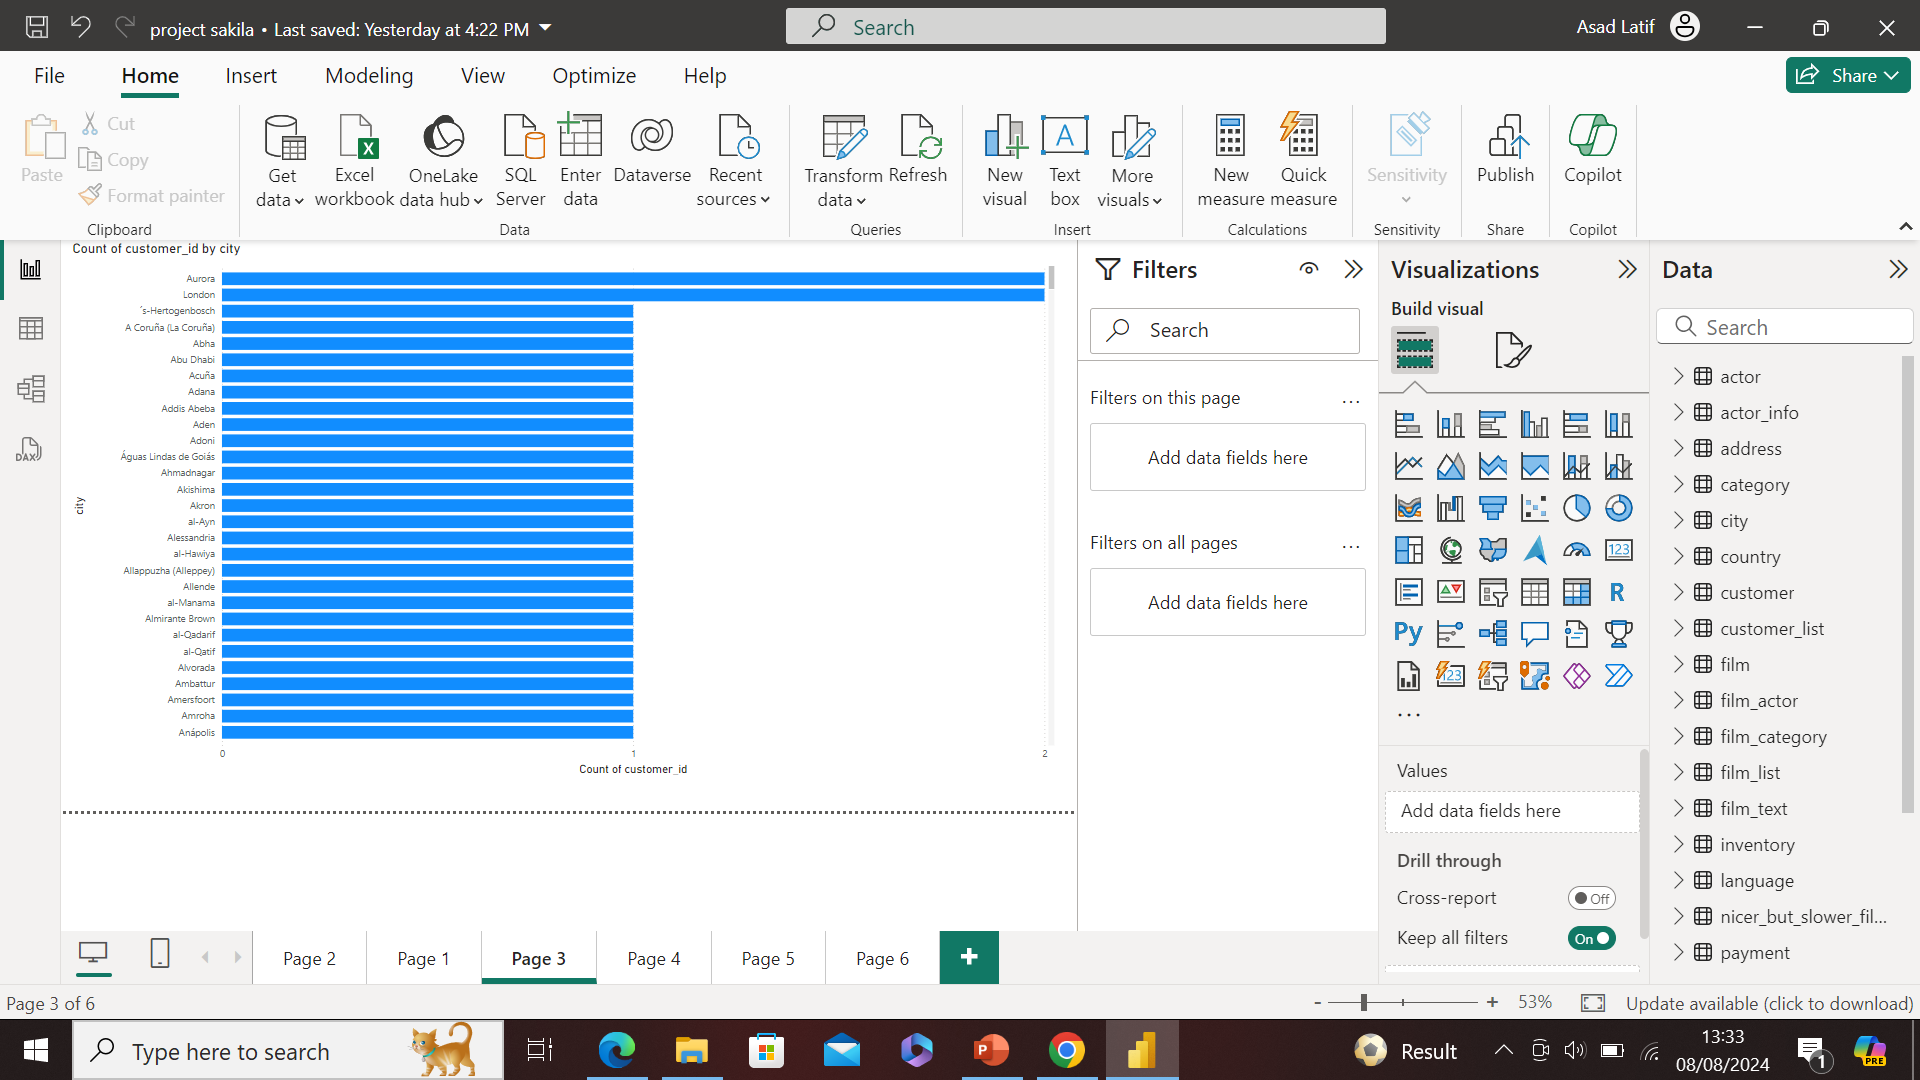 project sakila • Last saved: Yesterday at 4:22 PM
Search
Asad Latif
File
Home
Insert
Modeling
View
Optimize
Help
Share
Paste
Cut
Copy
Format painter
Clipboard
Get data
Excel workbook
OneLake data hub
SQL Server
Enter data
Dataverse
Recent sources
Data
Transform data
Refresh
Queries
New visual
Text box
More visuals
Insert
New measure
Quick measure
Calculations
Sensitivity
Sensitivity
Publish
Share
Copilot
Copilot
Count of customer_id by city
city
Aurora
London
´s-Hertogenbosch
A Coruña (La Coruña)
Abha
Abu Dhabi
Acuña
Adana
Addis Abeba
Aden
Adoni
Águas Lindas de Goiás
Ahmadnagar
Akishima
Akron
al-Ayn
Alessandria
al-Hawiya
Allappuzha (Alleppey)
Allende
al-Manama
Almirante Brown
al-Qadarif
al-Qatif
Alvorada
Ambattur
Amersfoort
Amroha
Anápolis
0
1
2
Count of customer_id
Filters
Search
Filters on this page
...
Add data fields here
Filters on all pages
...
Add data fields here
Visualizations
Build visual
123
R
Py
123
...
Values
Add data fields here
Drill through
Cross-report
Off
Keep all filters
On
Data
Search
actor
actor_info
address
category
city
country
customer
customer_list
film
film_actor
film_category
film_list
film_text
inventory
language
nicer_but_slower_fil...
payment
DAX
Page 2
Page 1
Page 3
Page 4
Page 5
Page 6
+
Page 3 of 6
- + 53%
Update available (click to download)
Type here to search
Result
13:33
08/08/2024
1
PRE